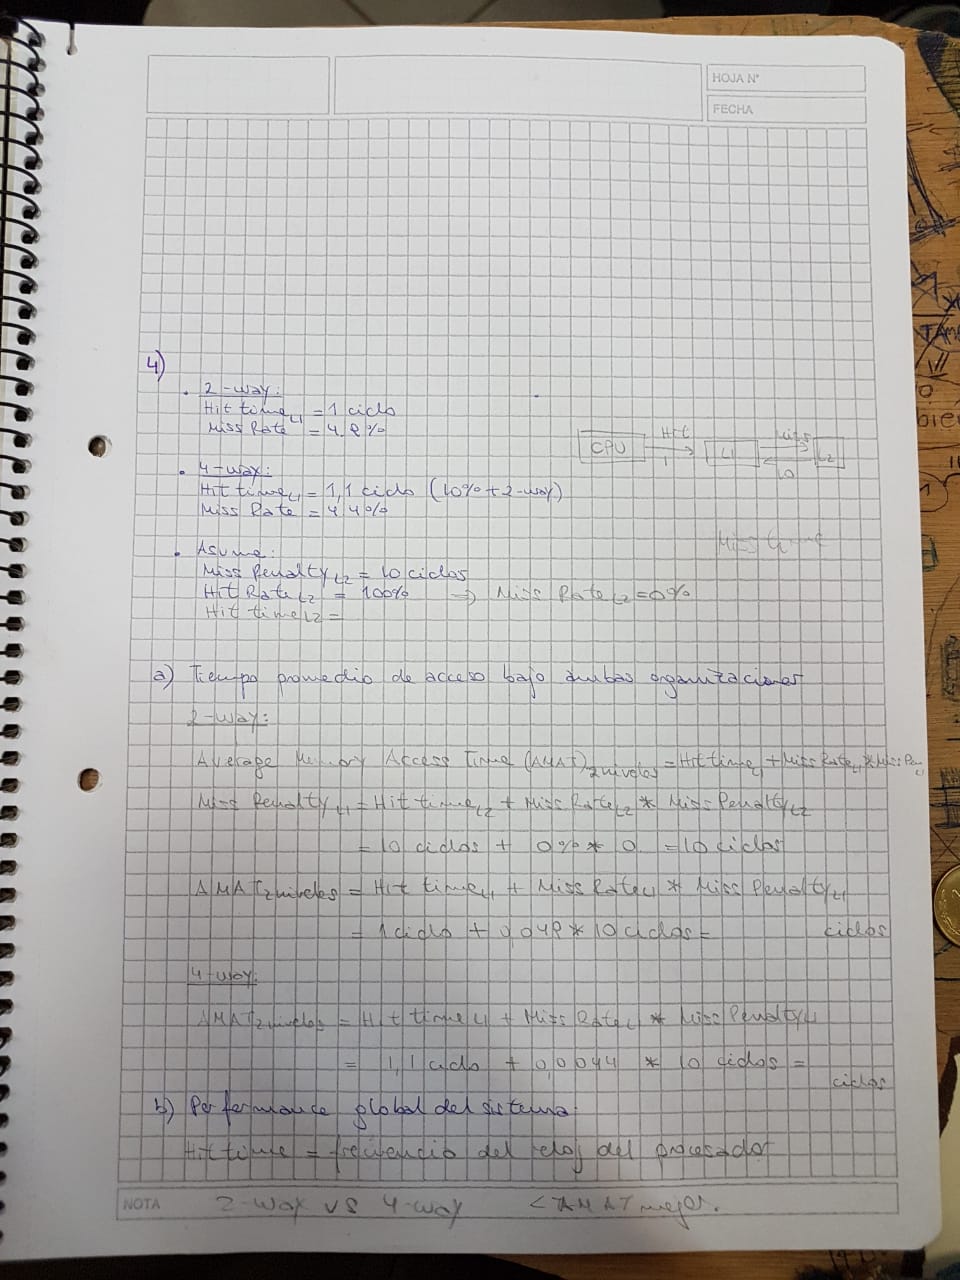 HOJA N°
FECHA
4)
• 2-way:
Hit time L1 = 1 ciclo
Miss Rate = 4.8%
CPU Hit 1 L1 Miss 10 L2
• 4-way:
Hit time L1 = 1,1 ciclo (10% + 2-way)
Miss Rate = 4.4%
• Asume:
Miss Penalty L2 = 10 ciclos
Hit Rate L2 = 100% → Miss Rate L2 = 0%
Hit time L2 =
a) Tiempo promedio de acceso bajo ambas organizaciones
2-way:
Average Memory Access Time (AMAT) 2niveles = Hit time L1 + Miss Rate L1 * Miss Pen L1
Miss Penalty L1 = Hit time L2 + Miss Rate L2 * Miss Penalty L2
= 10 ciclos + 0% * 0 = 10 ciclos
AMAT 2niveles = Hit time L1 + Miss Rate L1 * Miss Penalty L1
= 1 ciclo + 0,048 * 10 ciclos = ciclos
4-way:
AMAT 2niveles = Hit time L1 + Miss Rate L1 * Miss Penalty L1
= 1,1 ciclo + 0,0044 * 10 ciclos = ciclos
b) Performance global del sistema:
Hit time = frecuencia del reloj del procesador
NOTA 2-way vs 4-way < AMAT mejor.